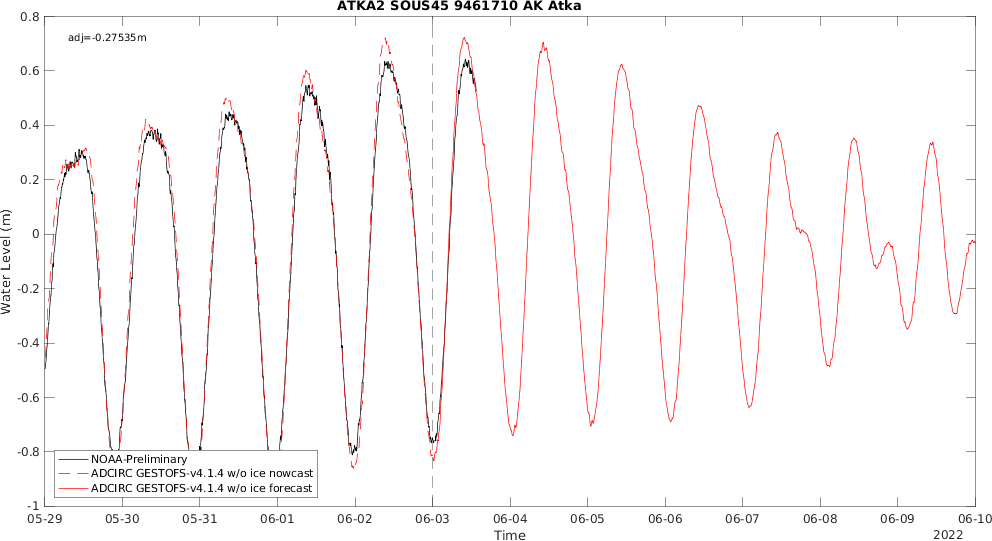 ATKA2 SOUS45 9461710 AK Atka
adj=-0.27535m
0.8
0.6
0.4
0.2
0
-0.2
-0.4
-0.6
-0.8
-1
Water Level (m)
NOAA-Preliminary
ADCIRC GESTOFS-v4.1.4 w/o ice nowcast
ADCIRC GESTOFS-v4.1.4 w/o ice forecast
05-29 05-30 05-31 06-01 06-02 06-03 06-04 06-05 06-06 06-07 06-08 06-09 06-10
Time
2022